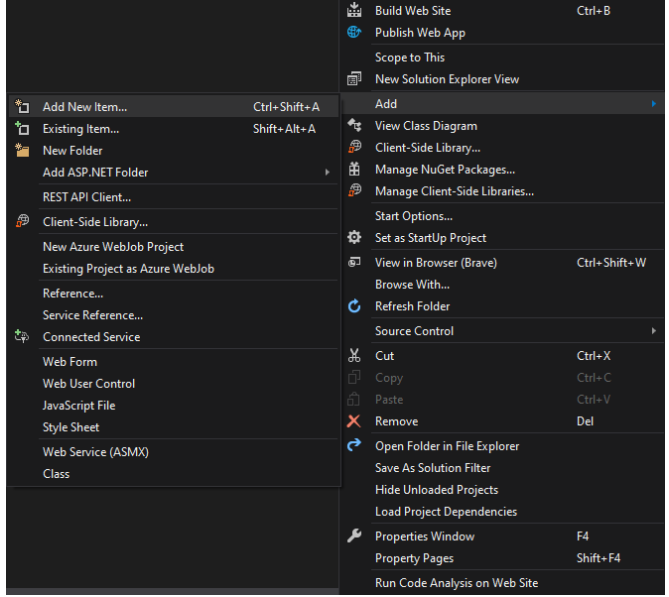 Build Web Site Ctrl+B
Publish Web App
Scope to This
New Solution Explorer View
Add
View Class Diagram
Client-Side Library...
Manage NuGet Packages...
Manage Client-Side Libraries...
Start Options...
Set as StartUp Project
View in Browser (Brave) Ctrl+Shift+W
Browse With...
Refresh Folder
Source Control
Cut Ctrl+X
Copy Ctrl+C
Paste Ctrl+V
Remove Del
Open Folder in File Explorer
Save As Solution Filter
Hide Unloaded Projects
Load Project Dependencies
Properties Window F4
Property Pages Shift+F4
Run Code Analysis on Web Site
Add New Item... Ctrl+Shift+A
Existing Item... Shift+Alt+A
New Folder
Add ASP.NET Folder
REST API Client...
Client-Side Library...
New Azure WebJob Project
Existing Project as Azure WebJob
Reference...
Service Reference...
Connected Service
Web Form
Web User Control
JavaScript File
Style Sheet
Web Service (ASMX)
Class